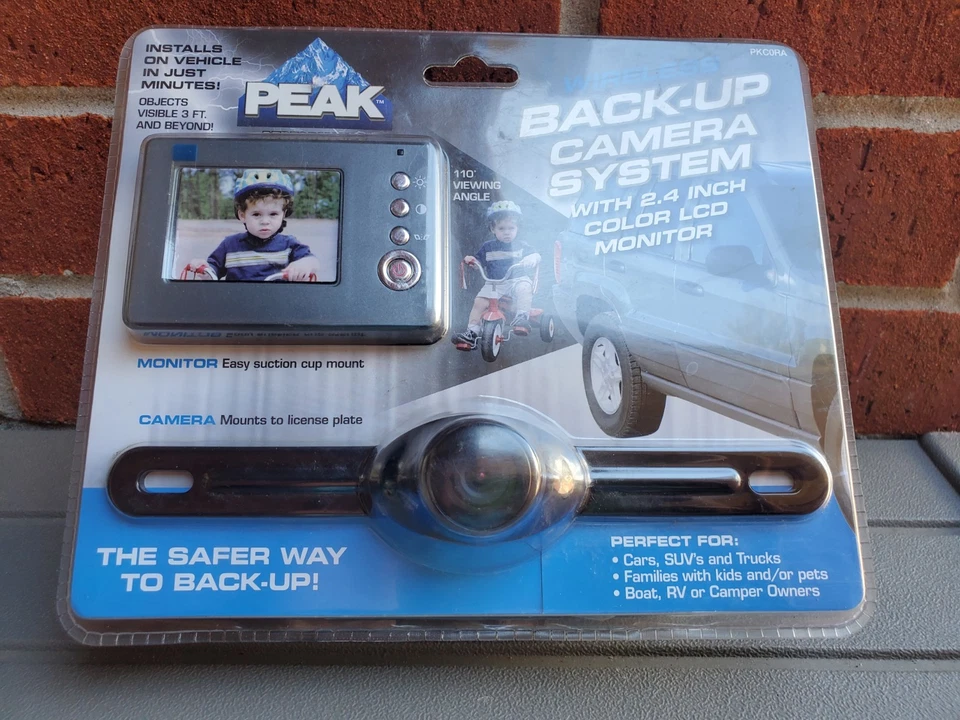 INSTALLS
ON VEHICLE
IN JUST
MINUTES!
OBJECTS
VISIBLE 3 FT.
AND BEYOND!
PEAK™
PKC0RA
BACK-UP
CAMERA
SYSTEM
WITH 2.4 INCH
COLOR LCD
MONITOR
110°
VIEWING
ANGLE
MONITOR Easy suction cup mount
CAMERA Mounts to license plate
THE SAFER WAY
TO BACK-UP!
PERFECT FOR:
• Cars, SUV's and Trucks
• Families with kids and/or pets
• Boat, RV or Camper Owners